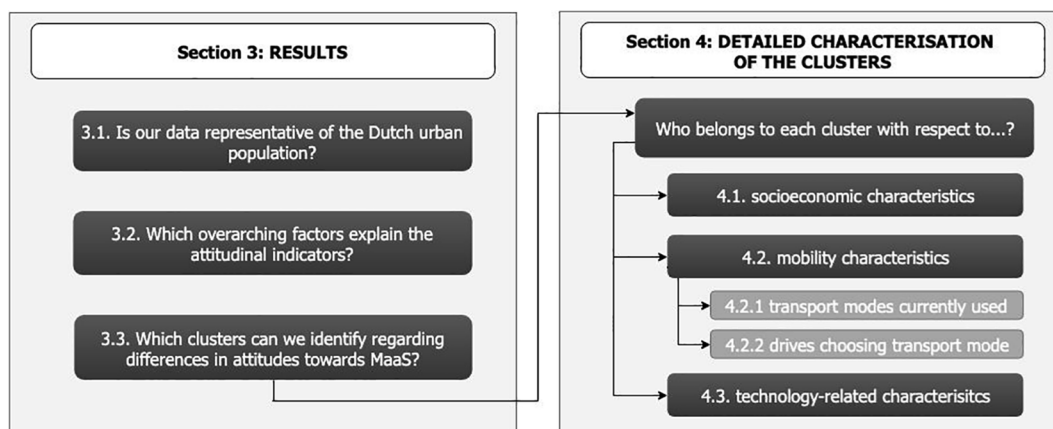 Section 3: RESULTS
3.1. Is our data representative of the Dutch urban
population?
3.2. Which overarching factors explain the
attitudinal indicators?
3.3. Which clusters can we identify regarding
differences in attitudes towards MaaS?
Section 4: DETAILED CHARACTERISATION
OF THE CLUSTERS
Who belongs to each cluster with respect to...?
4.1. socioeconomic characteristics
4.2. mobility characteristics
4.2.1 transport modes currently used
4.2.2 drives choosing transport mode
4.3. technology-related characterisitcs